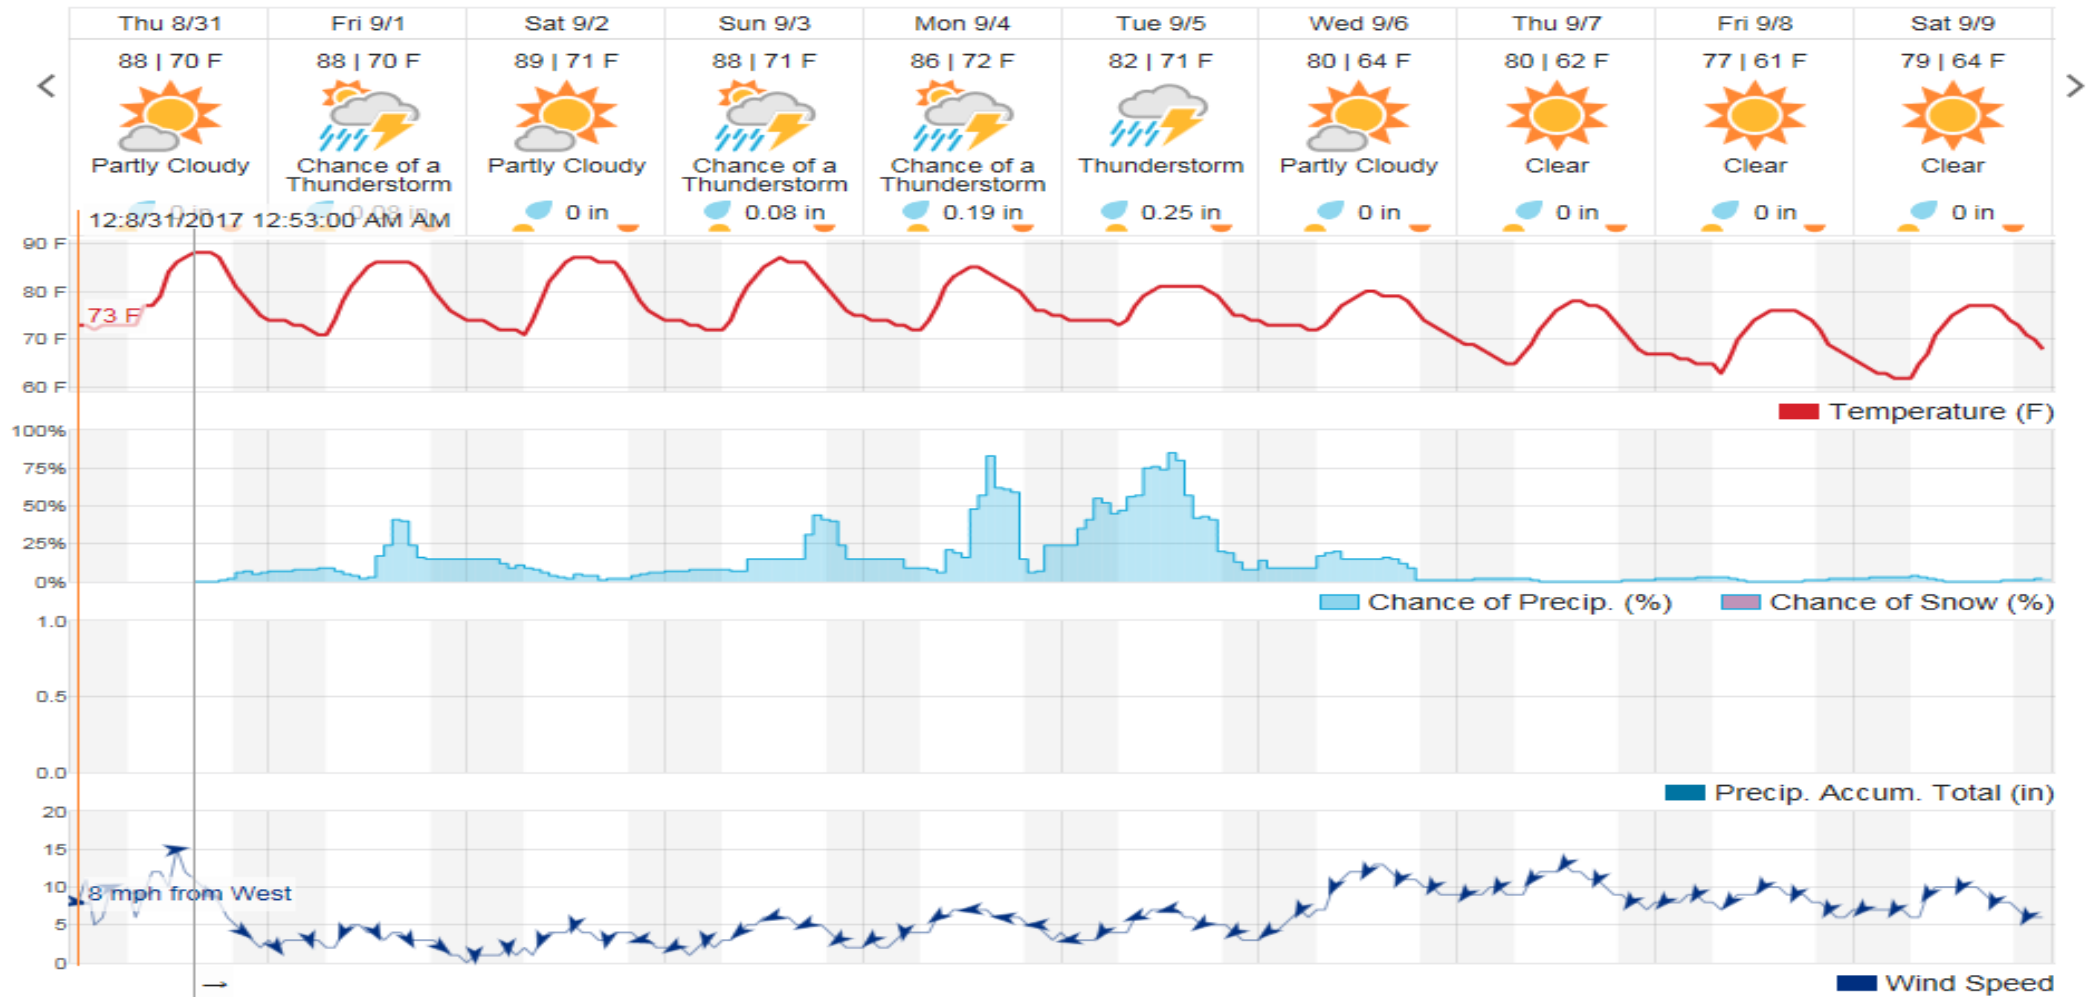 Thu 8/31 Fri 9/1 Sat 9/2 Sun 9/3 Mon 9/4 Tue 9/5 Wed 9/6 Thu 9/7 Fri 9/8 Sat 9/9
88 | 70 F 88 | 70 F 89 | 71 F 88 | 71 F 86 | 72 F 82 | 71 F 80 | 64 F 80 | 62 F 77 | 61 F 79 | 64 F
Partly Cloudy Chance of a Partly Cloudy Chance of a Chance of a Thunderstorm Partly Cloudy Clear Clear Clear
Thunderstorm Thunderstorm Thunderstorm
0 in 0.08 in 0.19 in 0.25 in 0 in 0 in 0 in 0 in
12:8/31/2017 12:53:00 AM AM
90 F
80 F
73 F
70 F
60 F
Temperature (F)
100%
75%
50%
25%
0%
Chance of Precip. (%) Chance of Snow (%)
1.0
0.5
0.0
Precip. Accum. Total (in)
20
15
10
8 mph from West
5
0
Wind Speed